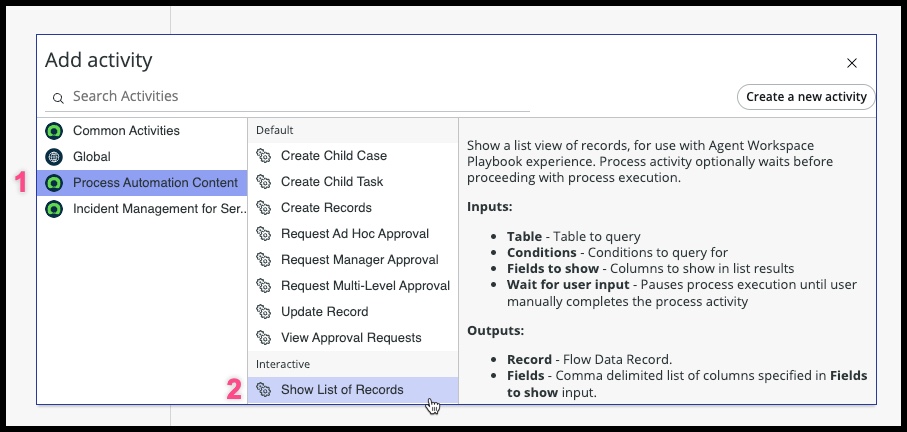 Add activity
Search Activities
Create a new activity
Common Activities
Global
1
Process Automation Content
Incident Management for Ser..
Default
Create Child Case
Create Child Task
Create Records
Request Ad Hoc Approval
Request Manager Approval
Request Multi-Level Approval
Update Record
View Approval Requests
Interactive
2
Show List of Records
Show a list view of records, for use with Agent Workspace
Playbook experience. Process activity optionally waits before
proceeding with process execution.
Inputs:
• Table - Table to query
• Conditions - Conditions to query for
• Fields to show - Columns to show in list results
• Wait for user input - Pauses process execution until user
manually completes the process activity
Outputs:
• Record - Flow Data Record.
• Fields - Comma delimited list of columns specified in Fields
to show input.